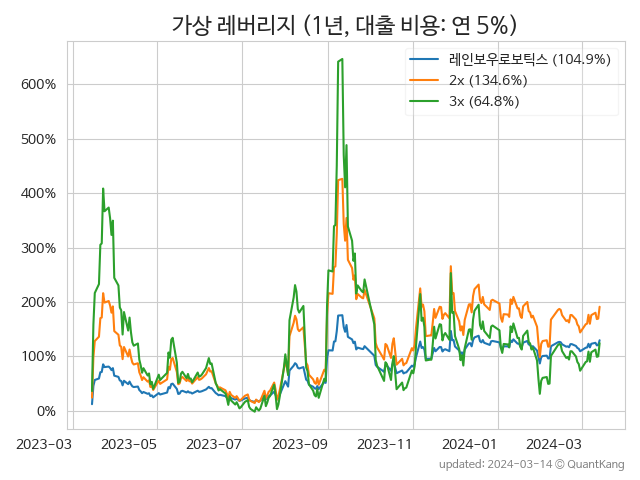 가상 레버리지 (1년, 대출 비용: 연 5%)
레인보우로보틱스 (104.9%)
2x (134.6%)
3x (64.8%)
600%
500%
400%
300%
200%
100%
0%
2023-03 2023-05 2023-07 2023-09 2023-11 2024-01 2024-03
updated: 2024-03-14 © QuantKang